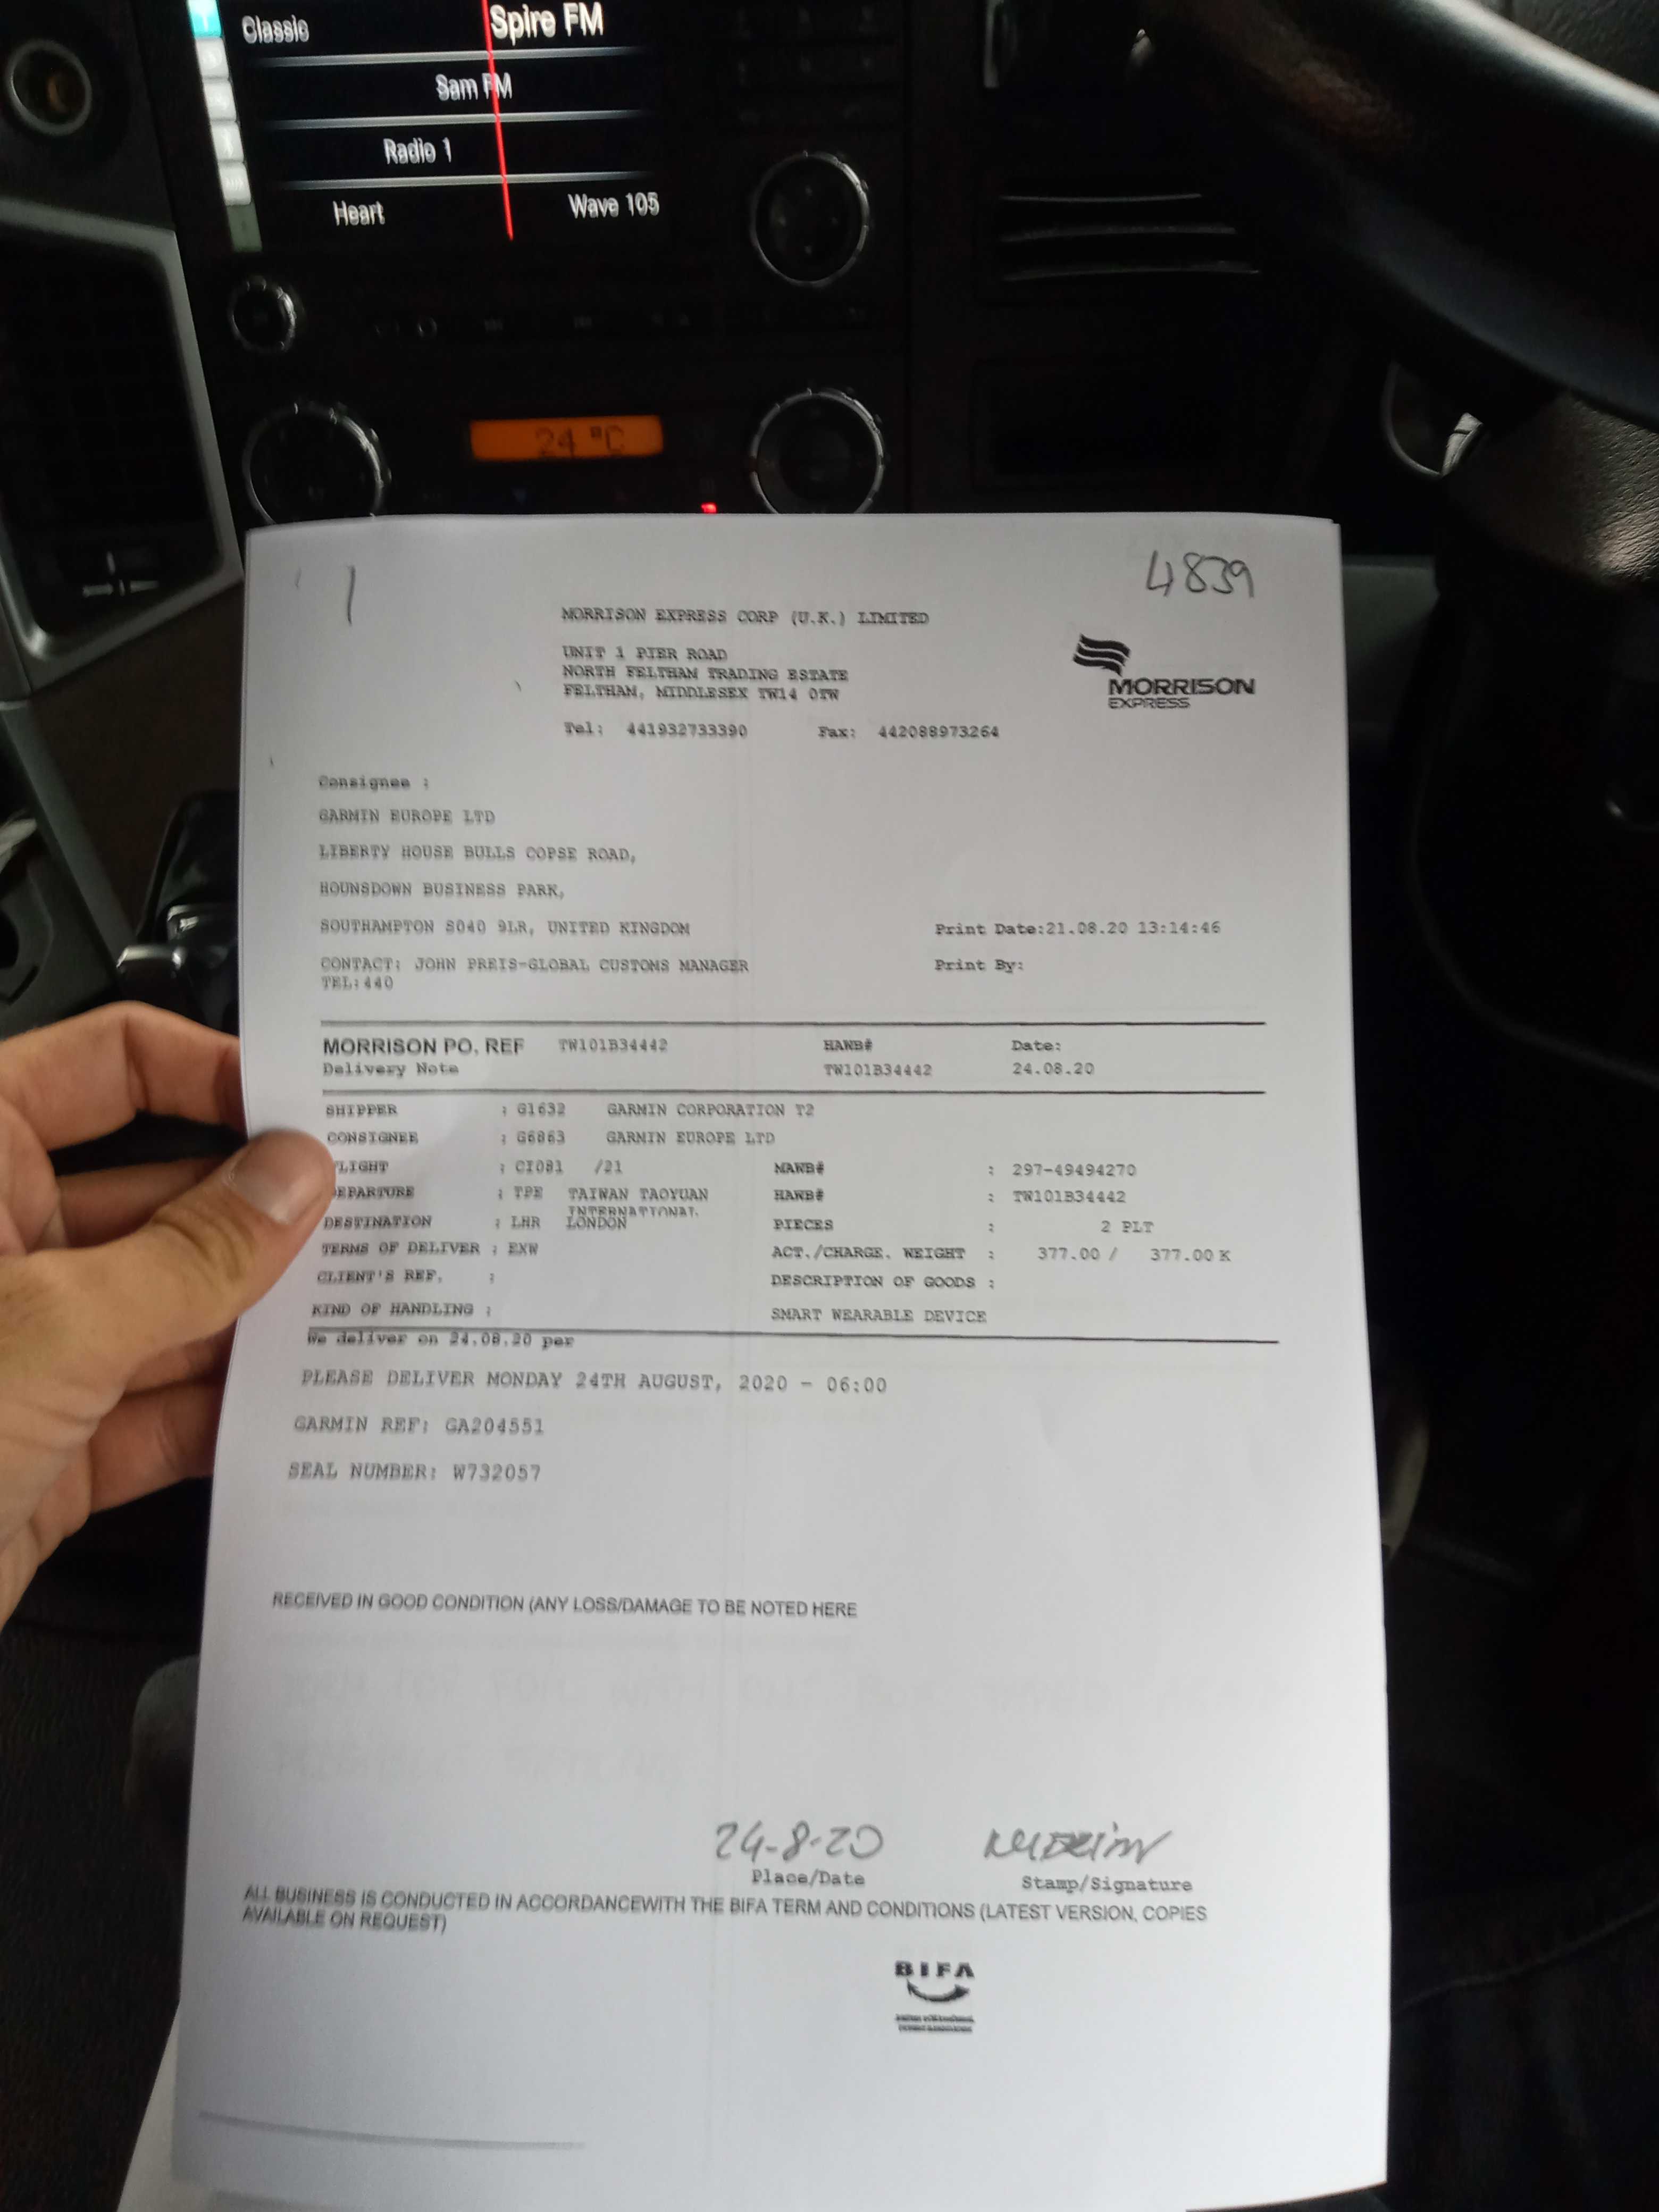 Classic Spire FM
Sam FM
Radio 1
Heart Wave 105
24 °C
4839
MORRISON EXPRESS CORP (U.K.) LIMITED
UNIT 1 PIER ROAD
NORTH FELTHAM TRADING ESTATE
FELTHAM, MIDDLESEX TW14 0TW
MORRISON
EXPRESS
Tel: 441932733390 Fax: 442088973264
Consignee :
GARMIN EUROPE LTD
LIBERTY HOUSE BULLS COPSE ROAD,
HOUNSDOWN BUSINESS PARK,
SOUTHAMPTON SO40 9LR, UNITED KINGDOM Print Date:21.08.20 13:14:46
CONTACT: JOHN PREIS-GLOBAL CUSTOMS MANAGER Print By:
TEL:440
MORRISON PO. REF TW101B34442 HAWB# Date:
Delivery Note TW101B34442 24.08.20
SHIPPER : G1632 GARMIN CORPORATION T2
CONSIGNEE : G6863 GARMIN EUROPE LTD
FLIGHT : CI081 /21 MAWB# : 297-49494270
DEPARTURE : TPE TAIWAN TAOYUAN HAWB# : TW101B34442
INTERNATIONAL
DESTINATION : LHR LONDON PIECES : 2 PLT
TERMS OF DELIVER : EXW ACT./CHARGE. WEIGHT : 377.00 / 377.00 K
CLIENT'S REF. : DESCRIPTION OF GOODS :
KIND OF HANDLING : SMART WEARABLE DEVICE
We deliver on 24.08.20 per
PLEASE DELIVER MONDAY 24TH AUGUST, 2020 - 06:00
GARMIN REF: GA204551
SEAL NUMBER: W732057
RECEIVED IN GOOD CONDITION (ANY LOSS/DAMAGE TO BE NOTED HERE
24-8-20
Place/Date Stamp/Signature
ALL BUSINESS IS CONDUCTED IN ACCORDANCEWITH THE BIFA TERM AND CONDITIONS (LATEST VERSION, COPIES
AVAILABLE ON REQUEST)
BIFA